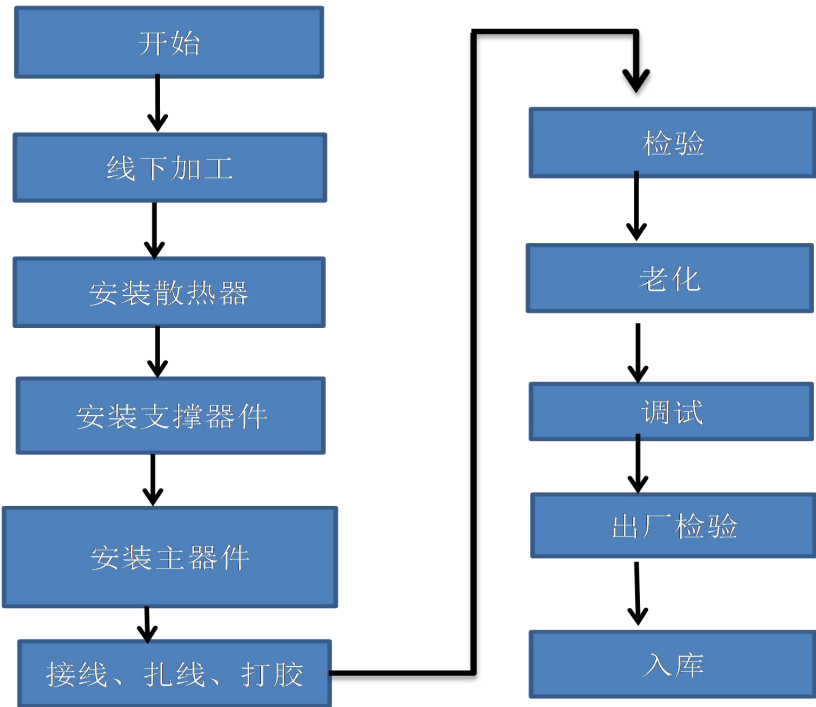 开始
线下加工
安装散热器
安装支撑器件
安装主器件
接线、扎线、打胶
检验
老化
调试
出厂检验
入库